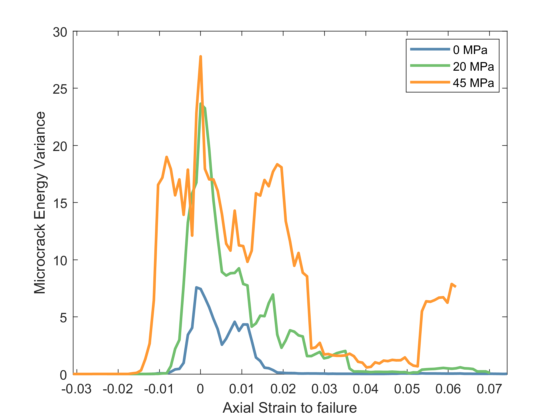 30
25
20
15
10
5
0
Microcrack Energy Variance
0 MPa
20 MPa
45 MPa
-0.03 -0.02 -0.01 0 0.01 0.02 0.03 0.04 0.05 0.06 0.07
Axial Strain to failure